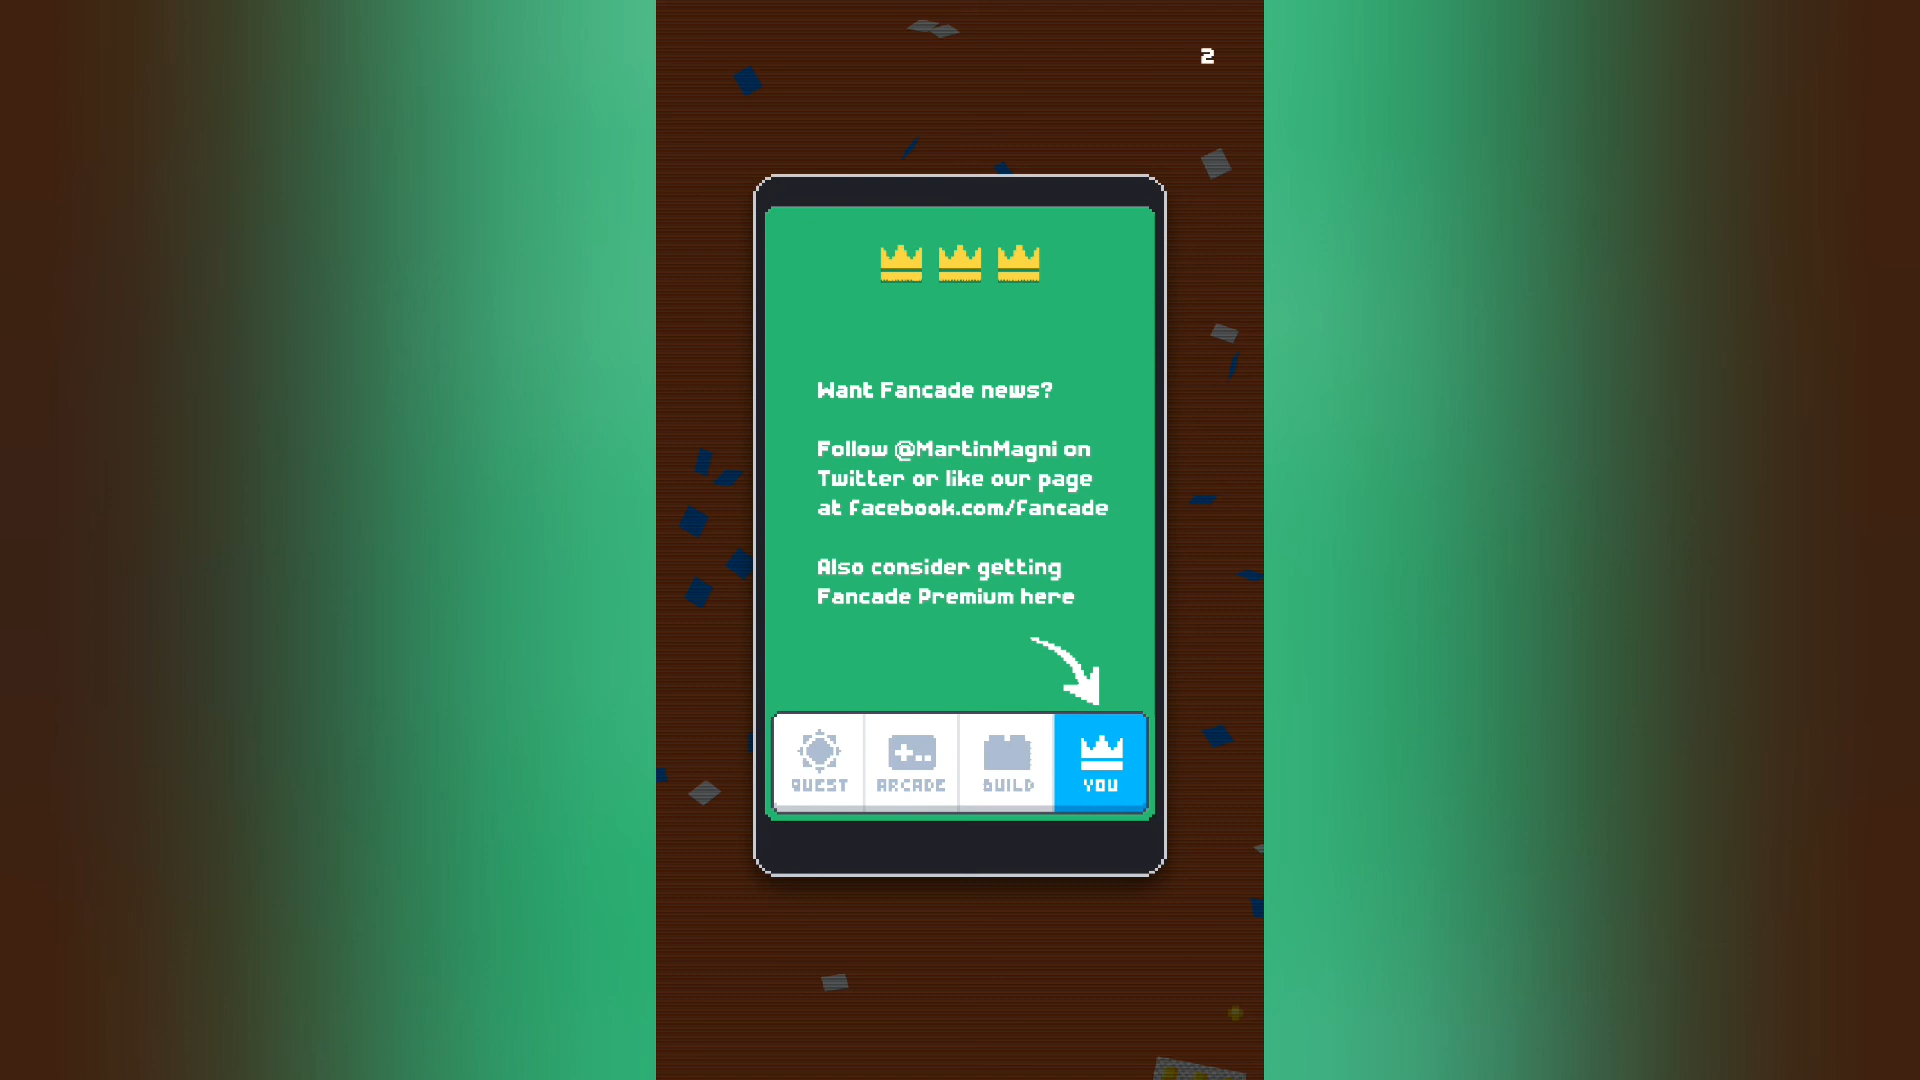 2
Want Fancade news?
Follow @MartinMagni on
Twitter or like our page
at facebook.com/fancade
Also consider getting
Fancade Premium here
QUEST ARCADE BUILD YOU